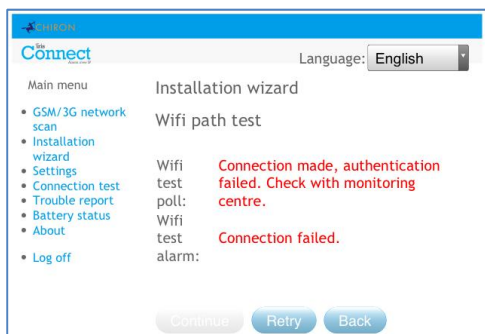 CHIRON
Iris
Connect
Language: English
Main menu
GSM/3G network
scan
Installation
wizard
Settings
Connection test
Trouble report
Battery status
About
Log off
Installation wizard
Wifi path test
Wifi
test
poll:
Connection made, authentication
failed. Check with monitoring
centre.
Wifi
test
alarm:
Connection failed.
Continue Retry Back